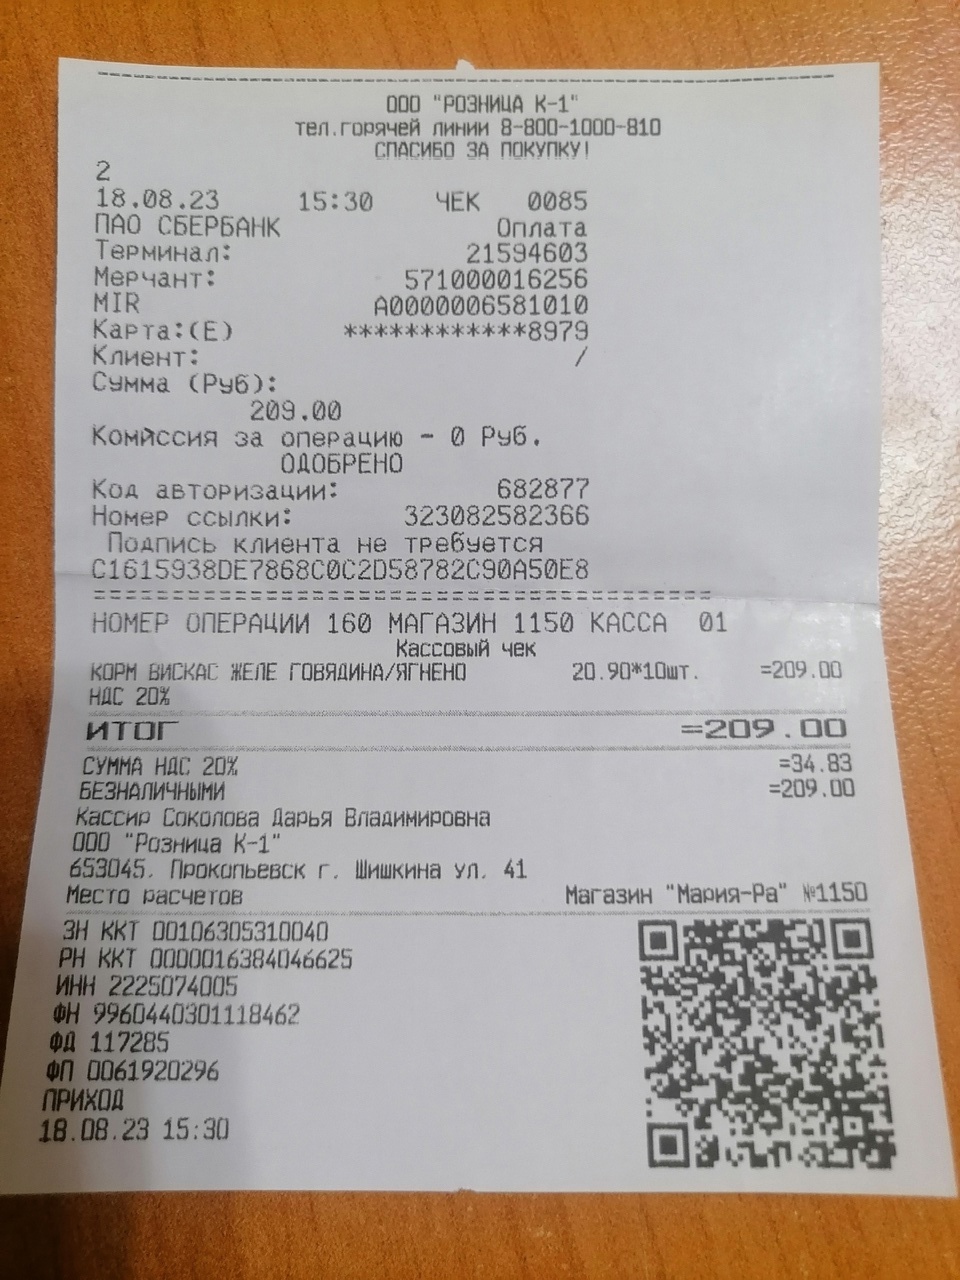 ООО "РОЗНИЦА К-1"
тел.горячей линии 8-800-1000-810
СПАСИБО ЗА ПОКУПКУ!
2
18.08.23 15:30 ЧЕК 0085
ПАО СБЕРБАНК Оплата
Терминал: 21594603
Мерчант: 571000016256
MIR A0000006581010
Карта:(E) ************8979
Клиент: /
Сумма (Руб):
209.00
Комиссия за операцию - 0 Руб.
ОДОБРЕНО
Код авторизации: 682877
Номер ссылки: 323082582366
Подпись клиента не требуется
C1615938DE7868C0C2D58782C90A50E8
========================================
НОМЕР ОПЕРАЦИИ 160 МАГАЗИН 1150 КАССА 01
Кассовый чек
КОРМ ВИСКАС ЖЕЛЕ ГОВЯДИНА/ЯГНЕНО 20.90*10шт. =209.00
НДС 20%
ИТОГ =209.00
СУММА НДС 20% =34.83
БЕЗНАЛИЧНЫМИ =209.00
Кассир Соколова Дарья Владимировна
ООО "Розница К-1"
653045, Прокопьевск г. Шишкина ул. 41
Место расчетов Магазин "Мария-Ра" №1150
ЗН ККТ 00106305310040
РН ККТ 0000016384046625
ИНН 2225074005
ФН 9960440301118462
ФД 117285
ФП 0061920296
ПРИХОД
18.08.23 15:30